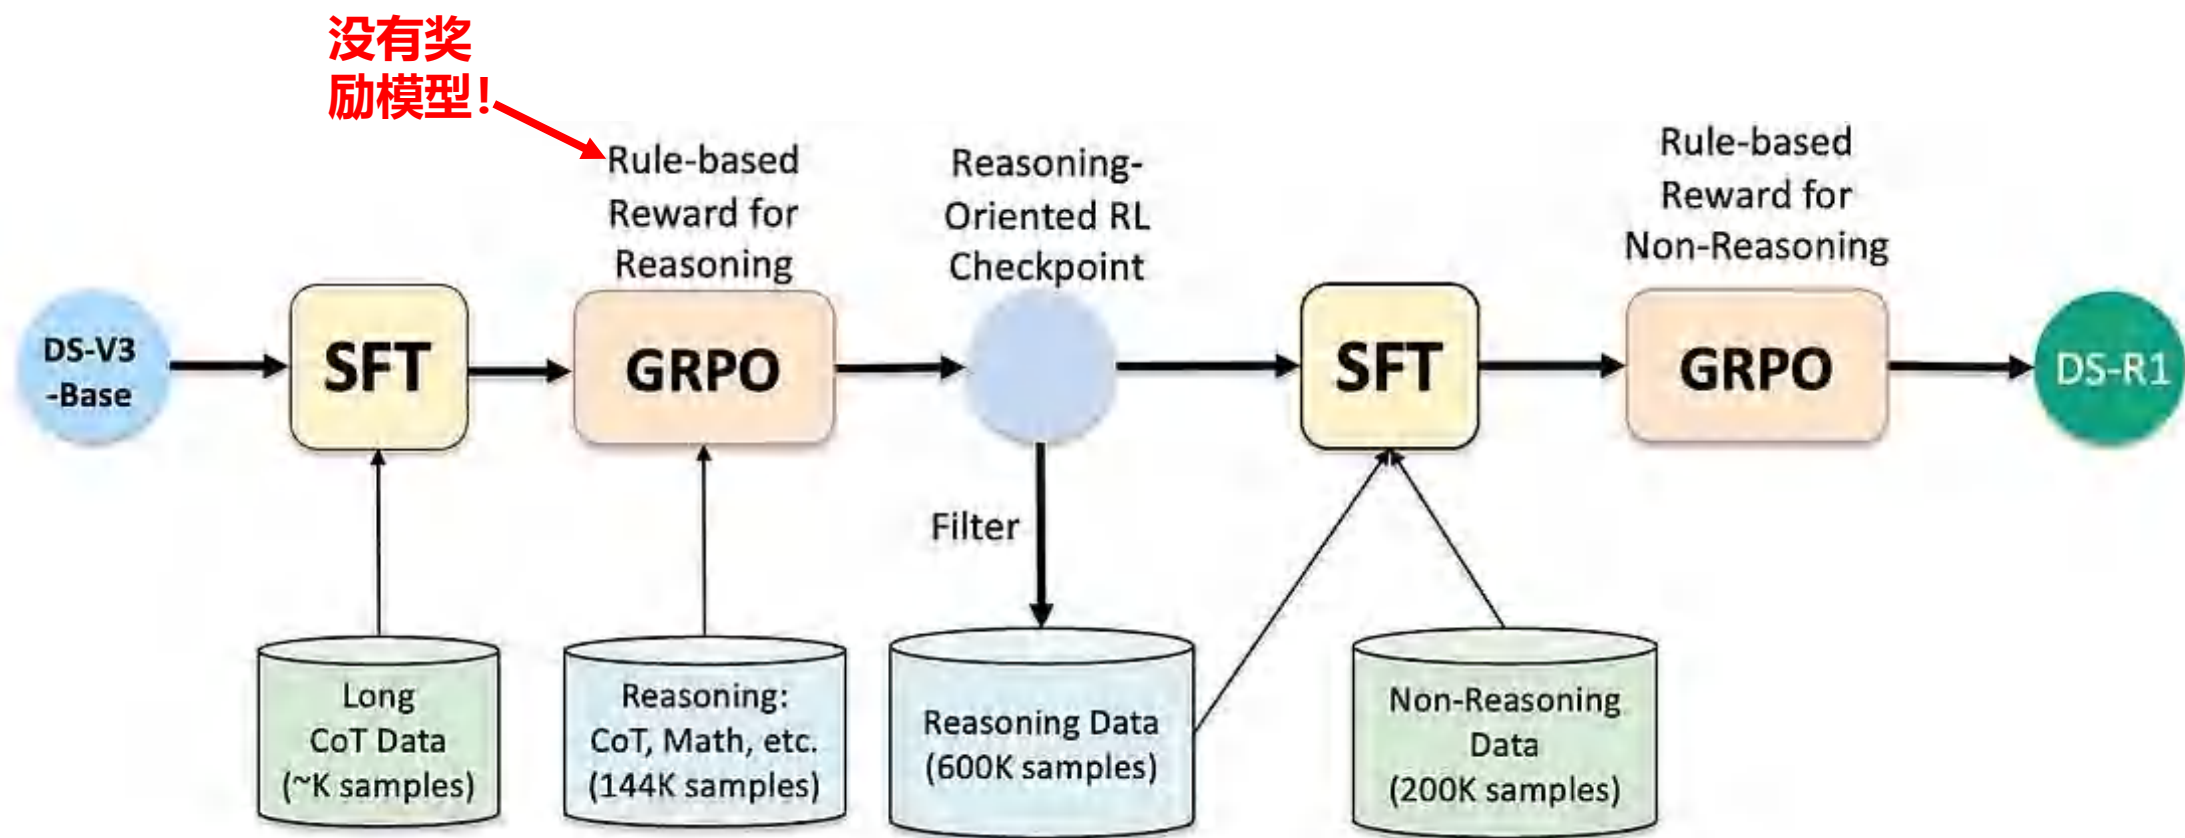 没有奖
励模型！
Rule-based
Reward for
Reasoning
Reasoning-
Oriented RL
Checkpoint
Rule-based
Reward for
Non-Reasoning
DS-V3
-Base
SFT
GRPO
SFT
GRPO
DS-R1
Filter
Long
CoT Data
(~K samples)
Reasoning:
CoT, Math, etc.
(144K samples)
Reasoning Data
(600K samples)
Non-Reasoning
Data
(200K samples)